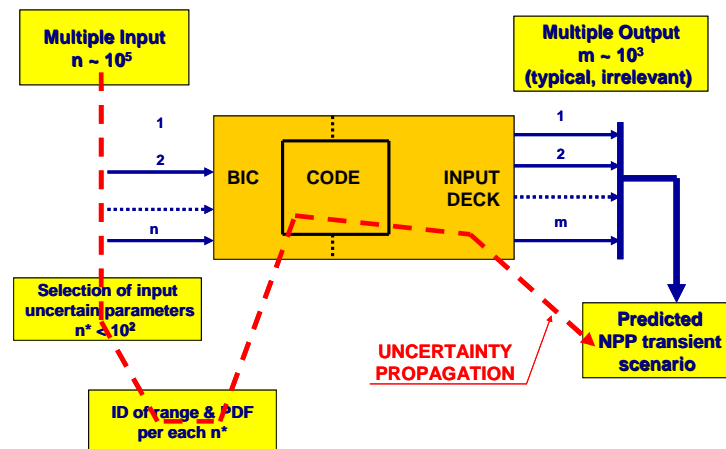 Multiple Input
n ~ 10⁵
Multiple Output
m ~ 10³
(typical, irrelevant)
1
2
n
BIC
CODE
INPUT
DECK
1
2
m
Selection of input
uncertain parameters
n* < 10²
ID of range & PDF
per each n*
UNCERTAINTY
PROPAGATION
Predicted
NPP transient
scenario